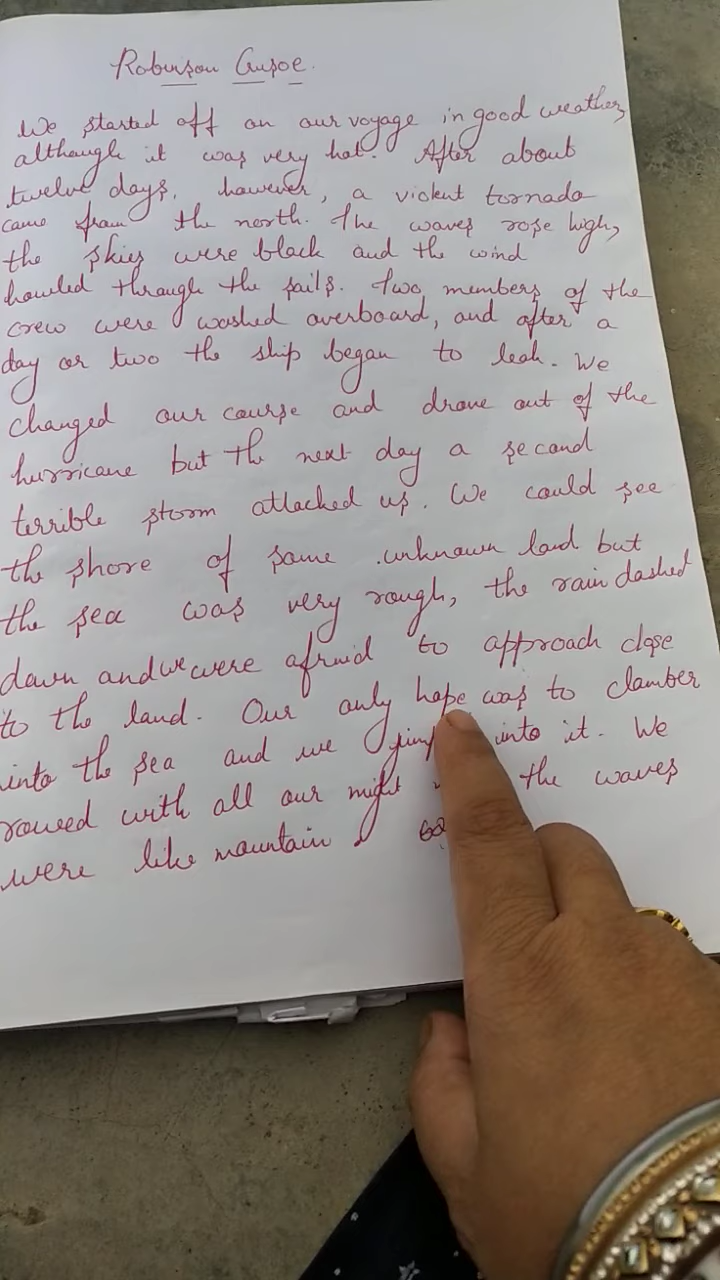 Robinson Crusoe.
We started off on our voyage in good weather,
although it was very hot. After about
twelve days, however, a violent tornado
came from the north. The waves rose high,
the skies were black and the wind
howled through the sails. Two members of the
crew were washed overboard, and after a
day or two the ship began to leak. We
changed our course and drove out of the
hurricane but the next day a second
terrible storm attacked us. We could see
the shore of some unknown land but
the sea was very rough, the rain dashed
down and we were afraid to approach close
to the land. Our only hope was to clamber
into the sea and we into it. We
rowed with all our might the waves
were like mountain